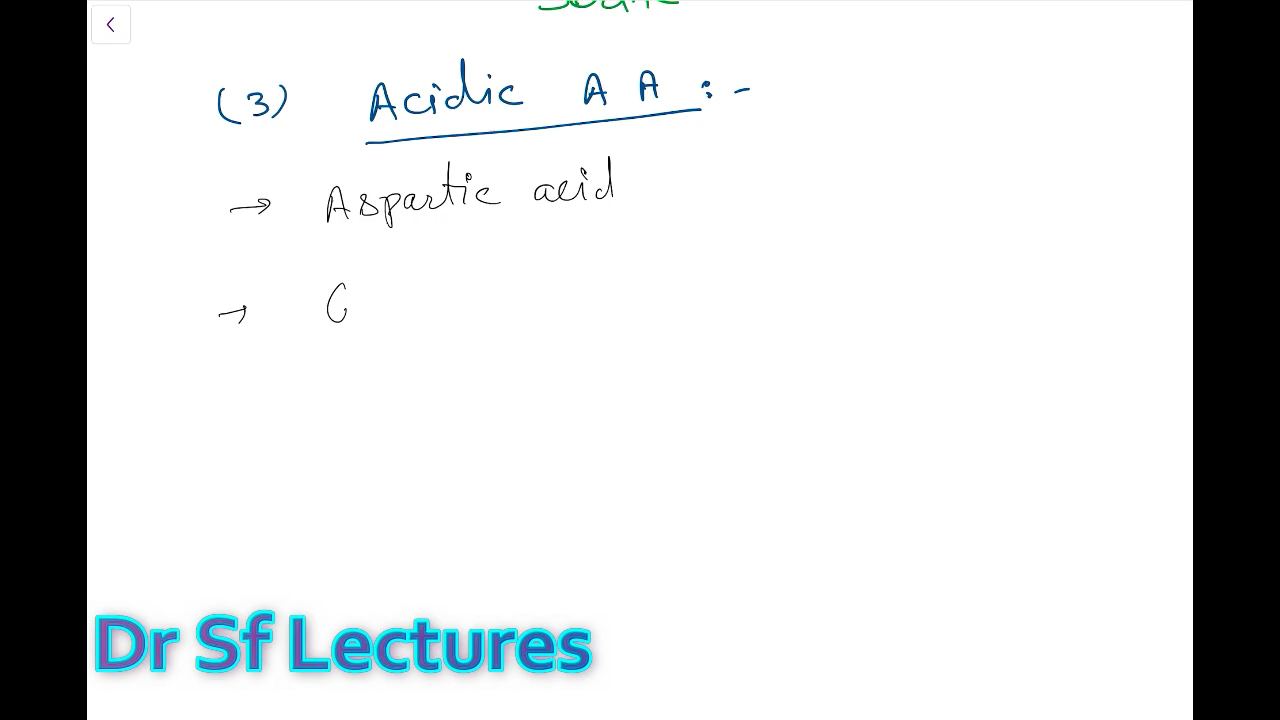 (3) Acidic A A :-
→ Aspartic acid
→ G
Dr Sf Lectures